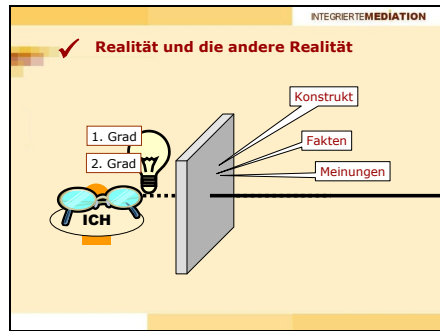 INTEGRIERTEMEDIATION
Realität und die andere Realität
Konstrukt
1. Grad
Fakten
2. Grad
Meinungen
ICH